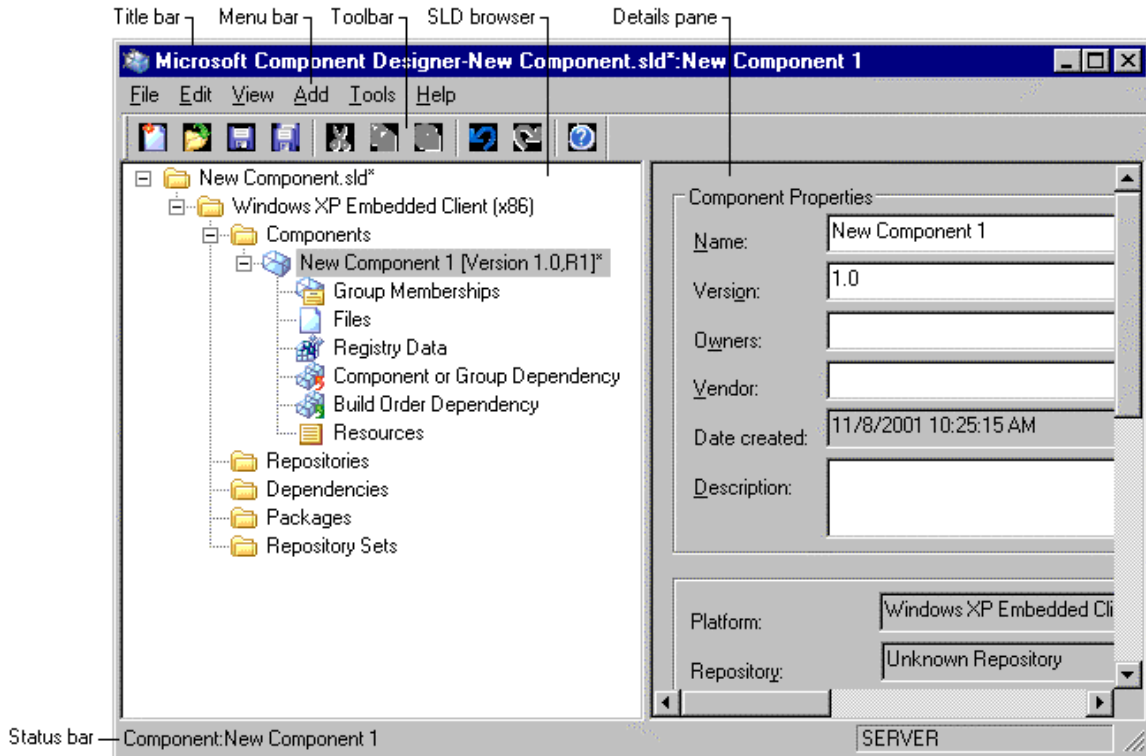 Title bar Menu bar Toolbar SLD browser Details pane
Microsoft Component Designer-New Component.sld*:New Component 1
File Edit View Add Tools Help
New Component.sld*
Windows XP Embedded Client (x86)
Components
New Component 1 [Version 1.0,R1]*
Group Memberships
Files
Registry Data
Component or Group Dependency
Build Order Dependency
Resources
Repositories
Dependencies
Packages
Repository Sets
Component Properties
Name: New Component 1
Version: 1.0
Owners:
Vendor:
Date created: 11/8/2001 10:25:15 AM
Description:
Platform: Windows XP Embedded Cli
Repository: Unknown Repository
Status bar Component:New Component 1 SERVER